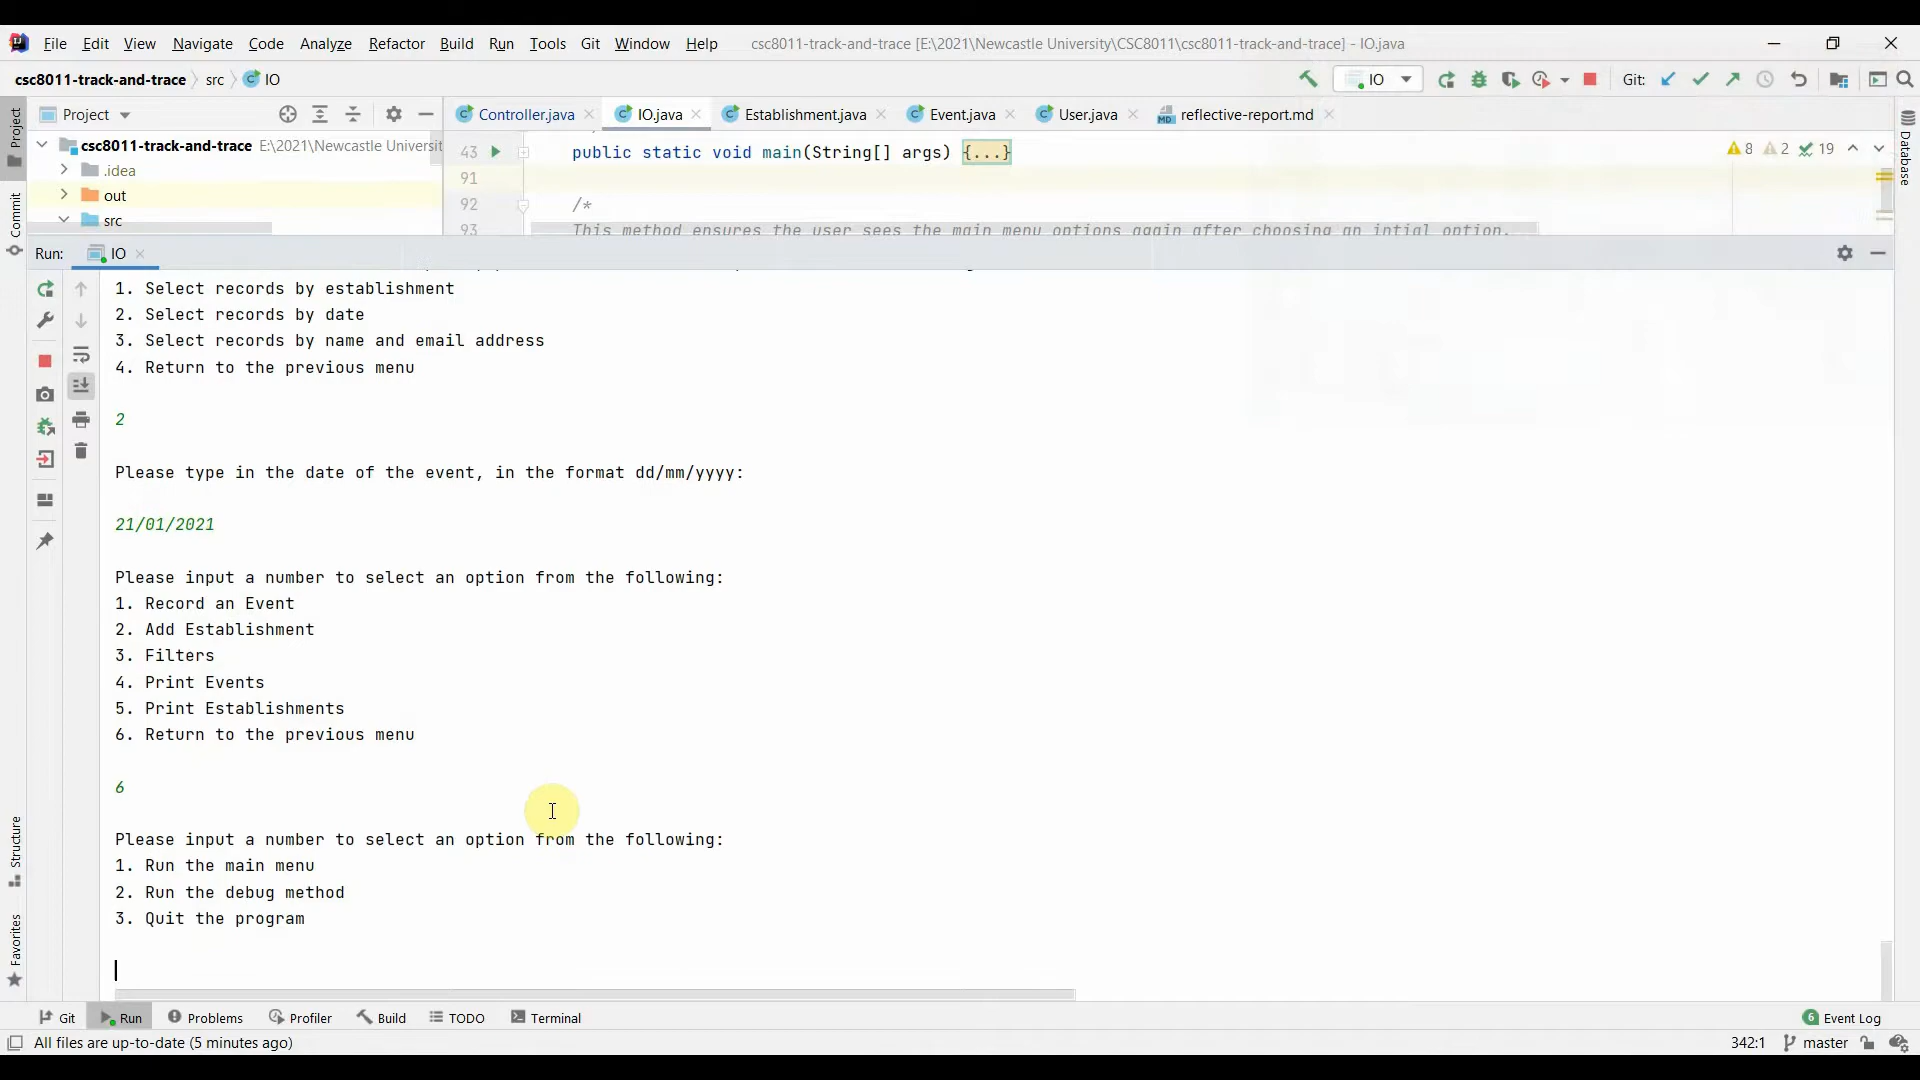 File Edit View Navigate Code Analyze Refactor Build Run Tools Git Window Help csc8011-track-and-trace [E:\2021\Newcastle University\CSC8011\csc8011-track-and-trace] - IO.java
csc8011-track-and-trace src IO IO Git:
Project Controller.java IO.java Establishment.java Event.java User.java reflective-report.md
csc8011-track-and-trace E:\2021\Newcastle Universit
.idea
out
src
43 public static void main(String[] args) {...} 8 2 19
91
92 /*
93 This method ensures the user sees the main menu options again after choosing an intial option.
Project
Commit
Structure
Favorites
Database
Run: IO
1. Select records by establishment
2. Select records by date
3. Select records by name and email address
4. Return to the previous menu
2
Please type in the date of the event, in the format dd/mm/yyyy:
21/01/2021
Please input a number to select an option from the following:
1. Record an Event
2. Add Establishment
3. Filters
4. Print Events
5. Print Establishments
6. Return to the previous menu
6
Please input a number to select an option from the following:
1. Run the main menu
2. Run the debug method
3. Quit the program
Git Run Problems Profiler Build TODO Terminal 6 Event Log
All files are up-to-date (5 minutes ago) 342:1 master